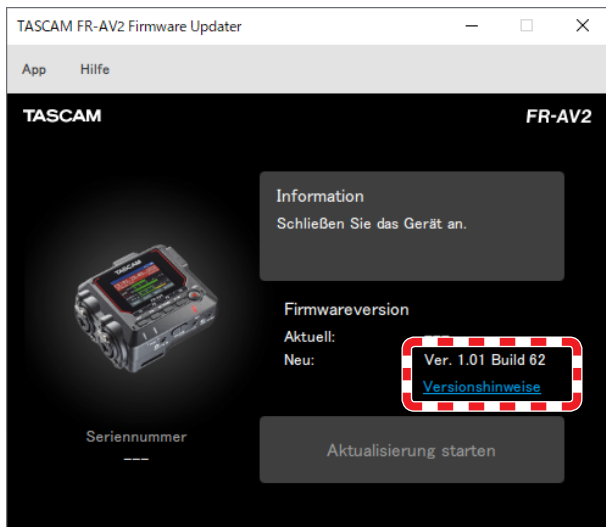 TASCAM FR-AV2 Firmware Updater
App Hilfe
TASCAM FR-AV2
Information
Schließen Sie das Gerät an.
Firmwareversion
Aktuell: ---
Neu: Ver. 1.01 Build 62
Versionshinweise
Seriennummer
---
Aktualisierung starten